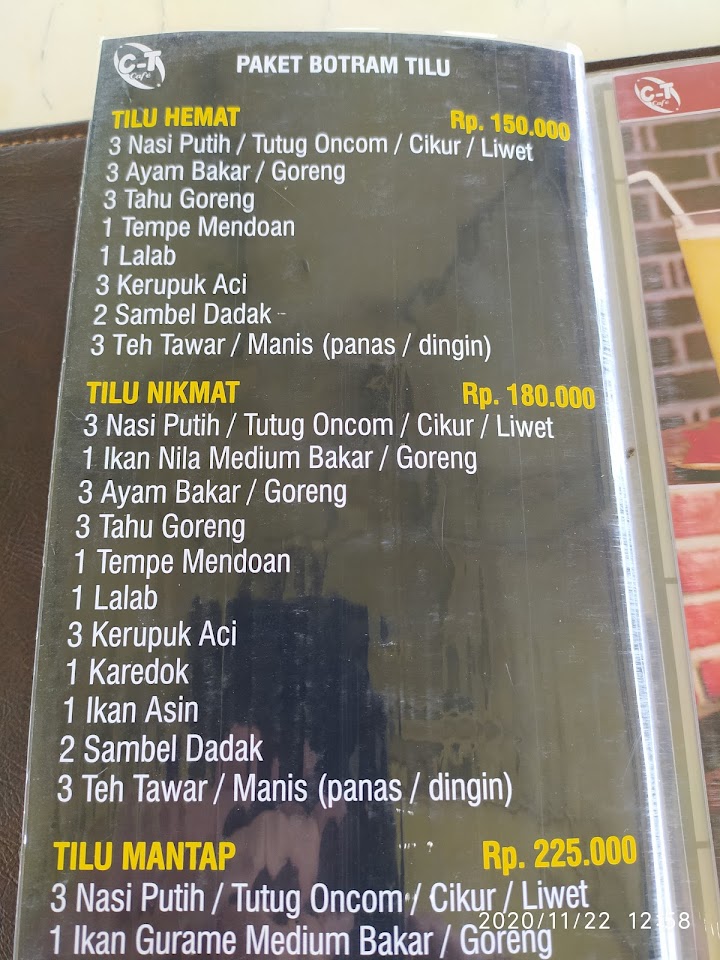 C-T
Cafe
PAKET BOTRAM TILU
C-T
Cafe
TILU HEMAT Rp. 150.000
3 Nasi Putih / Tutug Oncom / Cikur / Liwet
3 Ayam Bakar / Goreng
3 Tahu Goreng
1 Tempe Mendoan
1 Lalab
3 Kerupuk Aci
2 Sambel Dadak
3 Teh Tawar / Manis (panas / dingin)
TILU NIKMAT Rp. 180.000
3 Nasi Putih / Tutug Oncom / Cikur / Liwet
1 Ikan Nila Medium Bakar / Goreng
3 Ayam Bakar / Goreng
3 Tahu Goreng
1 Tempe Mendoan
1 Lalab
3 Kerupuk Aci
1 Karedok
1 Ikan Asin
2 Sambel Dadak
3 Teh Tawar / Manis (panas / dingin)
TILU MANTAP Rp. 225.000
3 Nasi Putih / Tutug Oncom / Cikur / Liwet
1 Ikan Gurame Medium Bakar / Goreng
2020/11/22 12:58